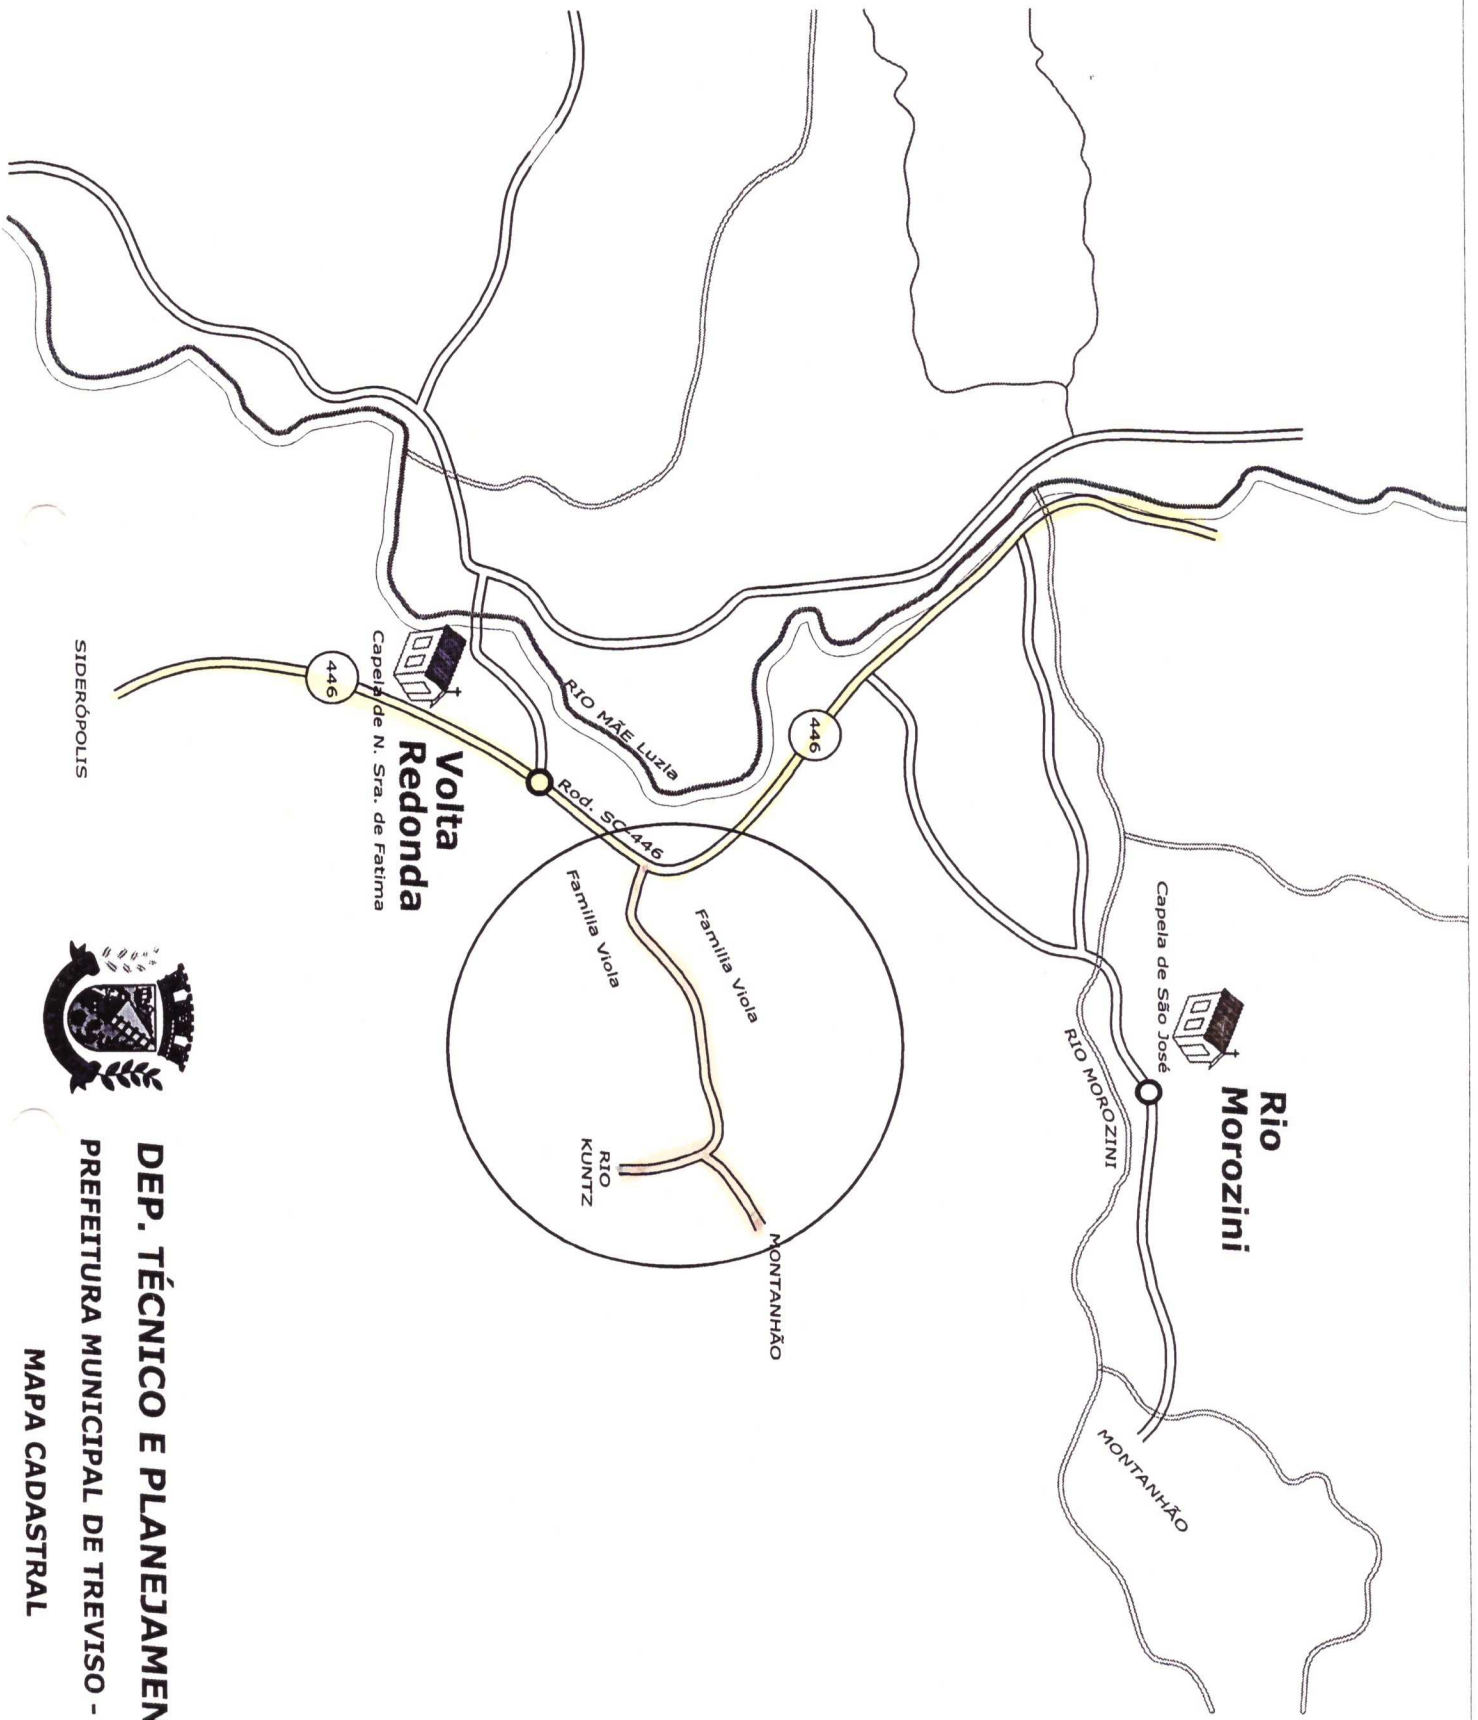 Rio
Morozini
Capela de São José
RIO MOROZINI
MONTANHÃO
446
RIO MÃE Luzia
Rod. SC-446
Familia Viola
Familia Viola
RIO
KUNTZ
MONTANHÃO
Volta
Redonda
Capela de N. Sra. de Fatima
446
SIDERÓPOLIS
DEP. TÉCNICO E PLANEJAMEN
PREFEITURA MUNICIPAL DE TREVISO -
MAPA CADASTRAL